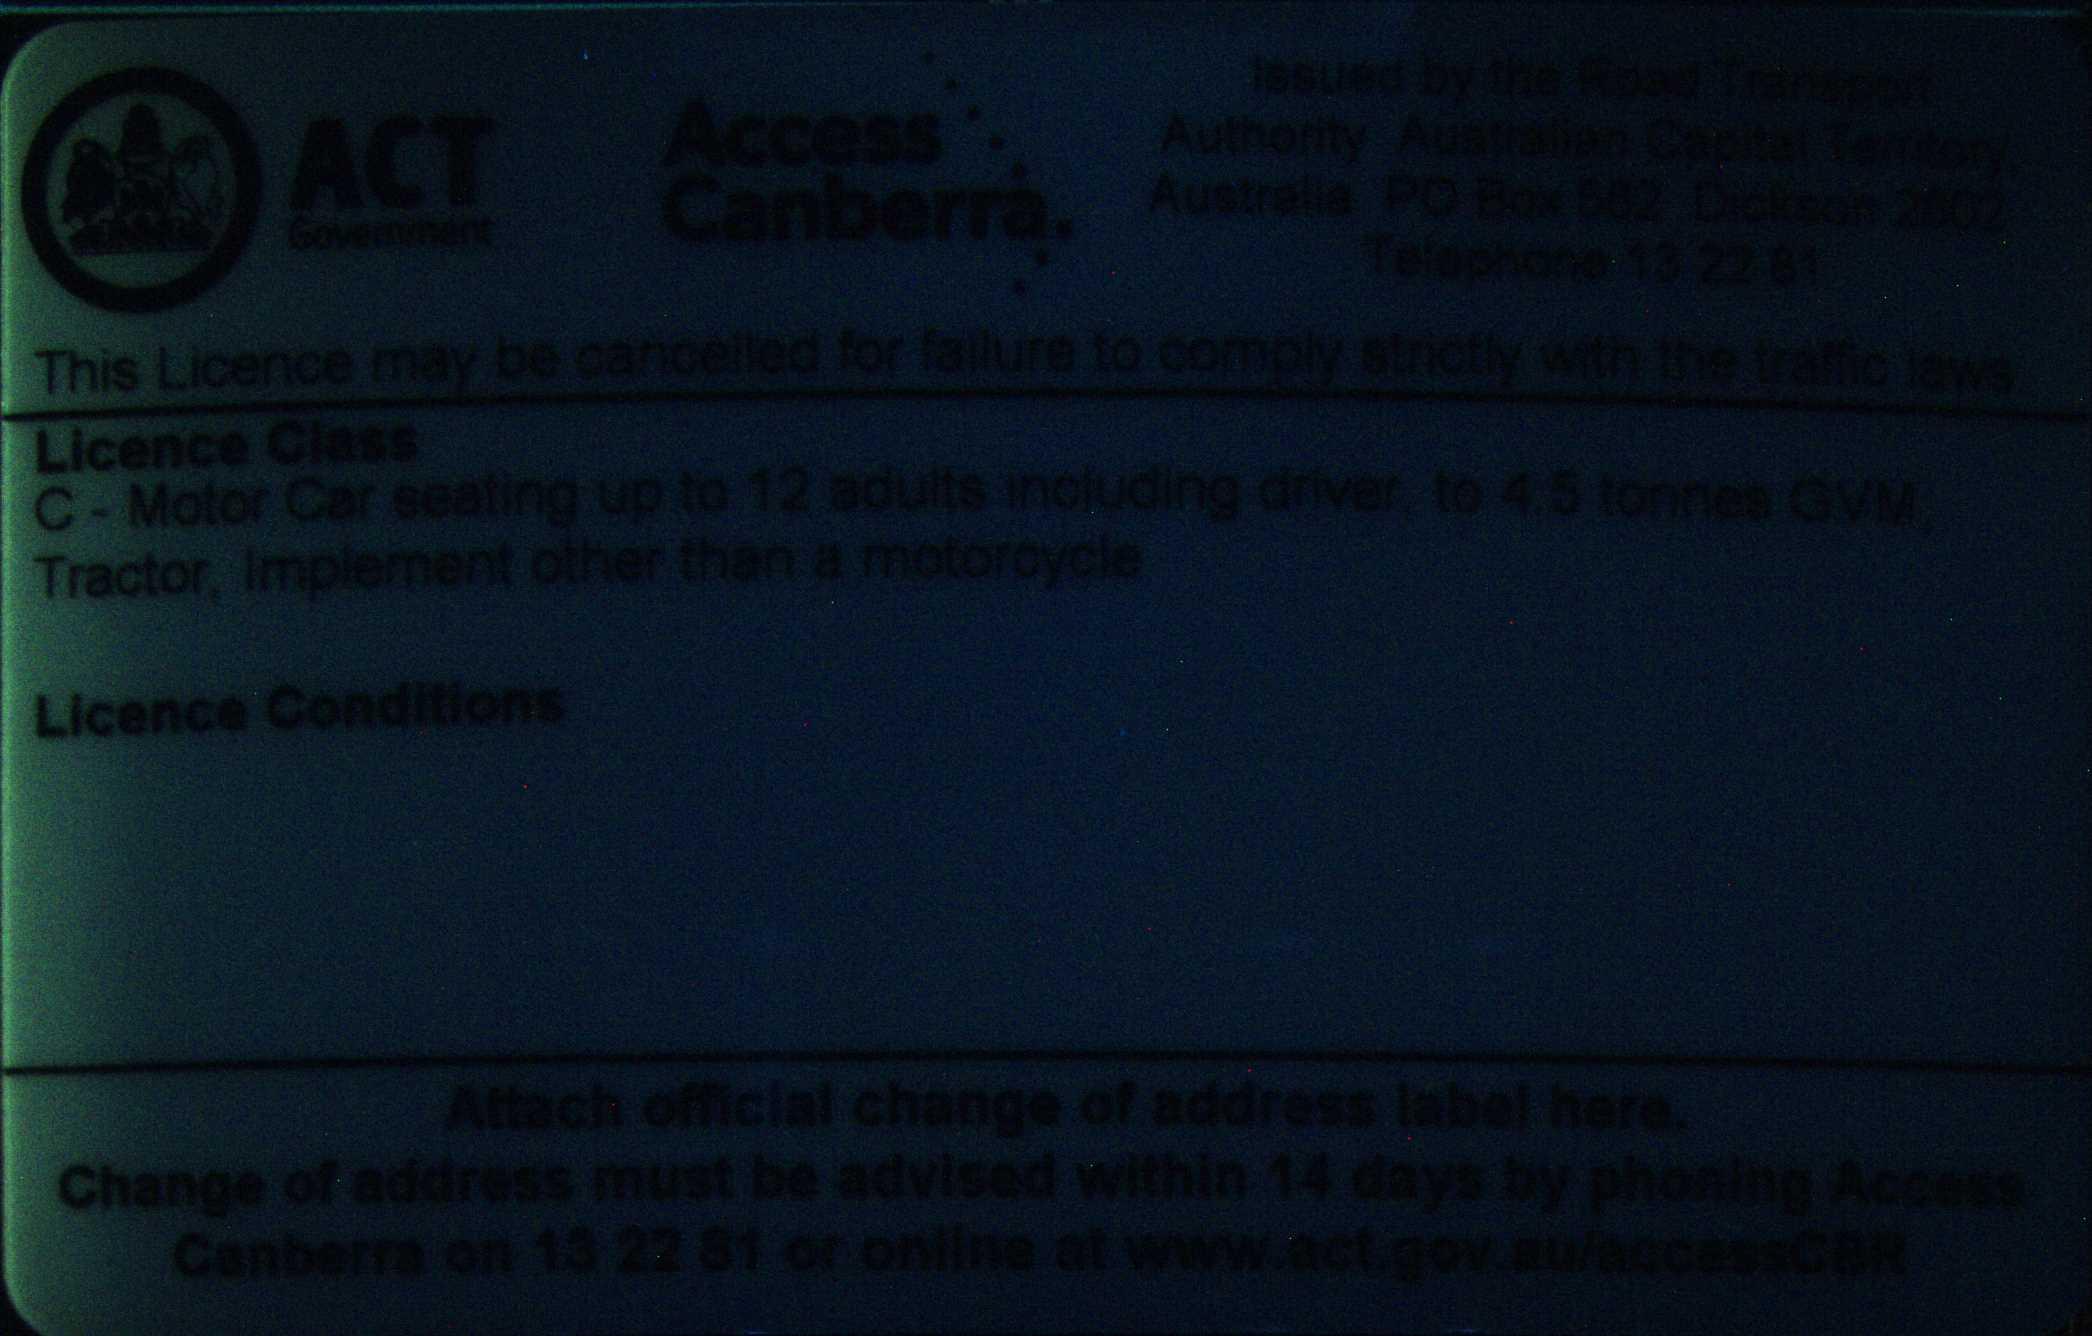 ACT
Government
Access
Canberra.
Issued by the Road Transport
Authority Australian Capital Territory,
Australia PO Box 582 Dickson 2602
Telephone 13 22 81
This Licence may be cancelled for failure to comply strictly with the traffic laws
Licence Class
C - Motor Car seating up to 12 adults including driver, to 4.5 tonnes GVM,
Tractor, Implement other than a motorcycle
Licence Conditions
Attach official change of address label here.
Change of address must be advised within 14 days by phoning Access
Canberra on 13 22 81 or online at www.act.gov.au/accessCBR